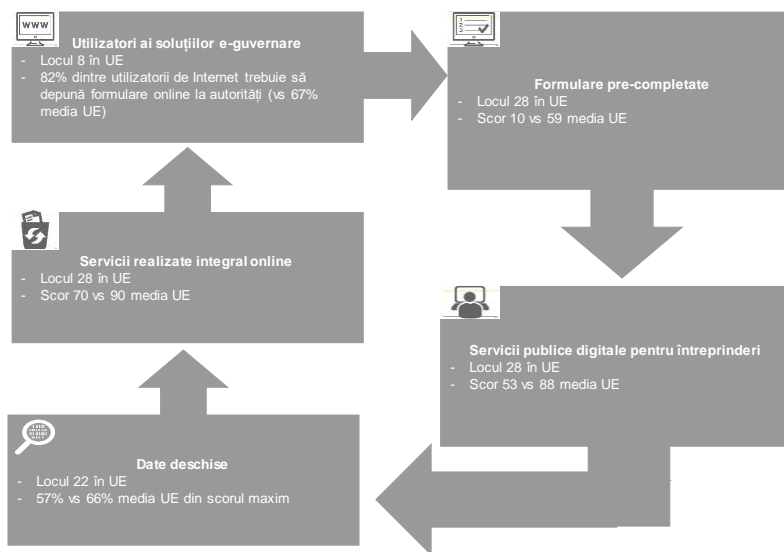 www
Utilizatori ai soluțiilor e-guvernare
- Locul 8 în UE
- 82% dintre utilizatorii de Internet trebuie să
depună formulare online la autorități (vs 67%
media UE)
Formulare pre-completate
- Locul 28 în UE
- Scor 10 vs 59 media UE
Servicii publice digitale pentru întreprinderi
- Locul 28 în UE
- Scor 53 vs 88 media UE
Date deschise
- Locul 22 în UE
- 57% vs 66% media UE din scorul maxim
Servicii realizate integral online
- Locul 28 în UE
- Scor 70 vs 90 media UE